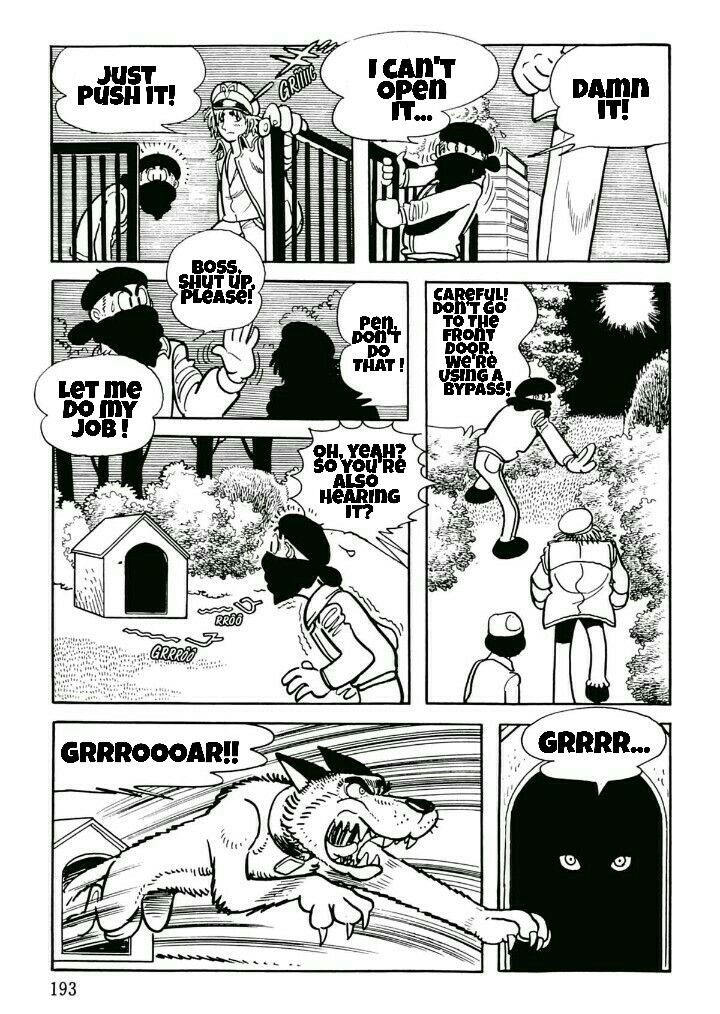 DAMN
IT!
I CAN'T
OPEN
IT...
JUST
PUSH IT!
CAREFUL!
DON'T GO
TO THE
FRONT
DOOR,
WE'RE
USING A
BYPASS!
PEN,
DON'T
DO
THAT !
BOSS,
SHUT UP,
PLEASE!
LET ME
DO MY
JOB !
OH, YEAH?
SO YOU'RE
ALSO
HEARING
IT?
RRÔÔ
GRRRÔÔ
GRRRR...
GRRROOOAR!!
193